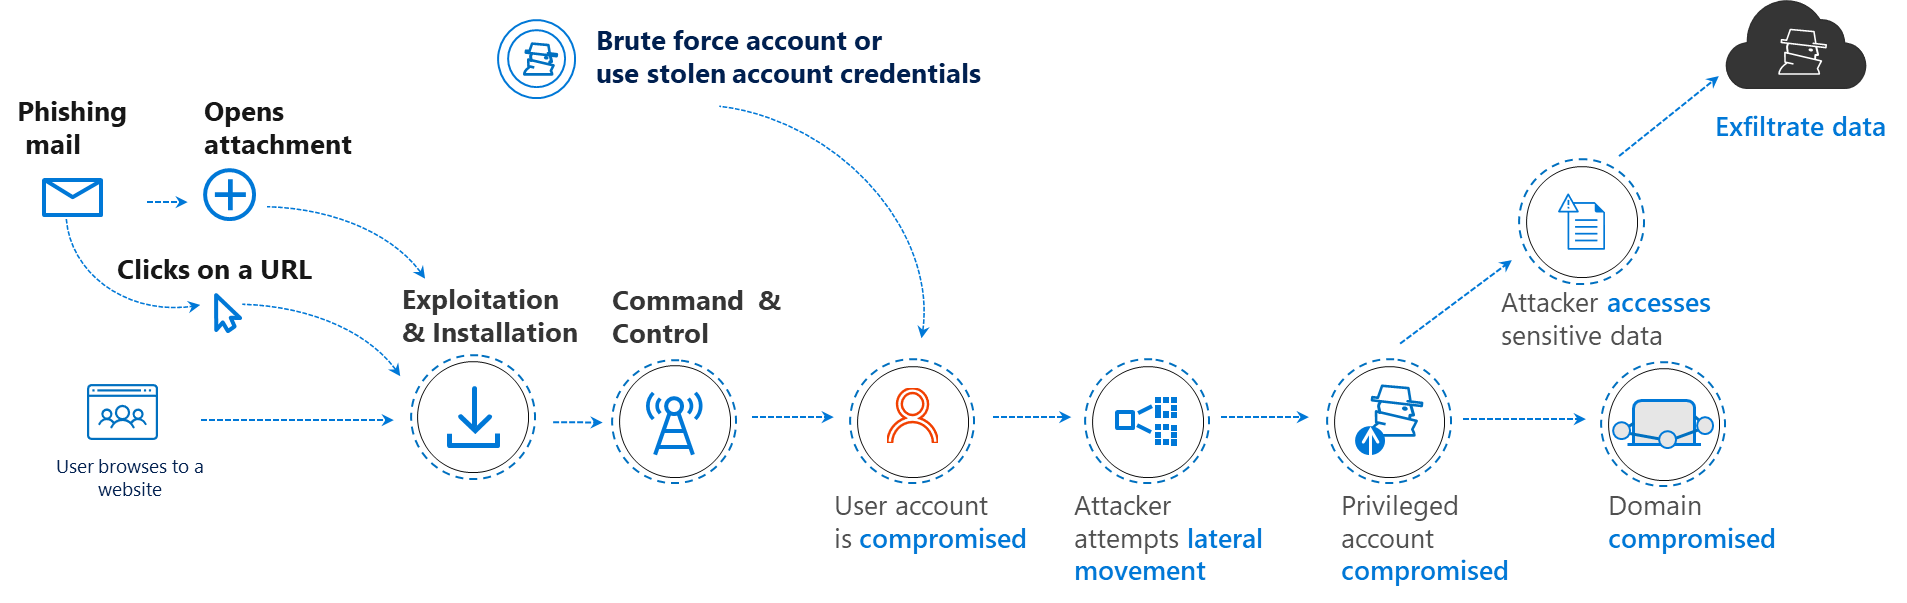 Brute force account or
use stolen account credentials
Phishing
mail
Opens
attachment
Exfiltrate data
Clicks on a URL
Exploitation
& Installation
Command &
Control
Attacker accesses
sensitive data
User browses to a
website
User account
is compromised
Attacker
attempts lateral
movement
Privileged
account
compromised
Domain
compromised